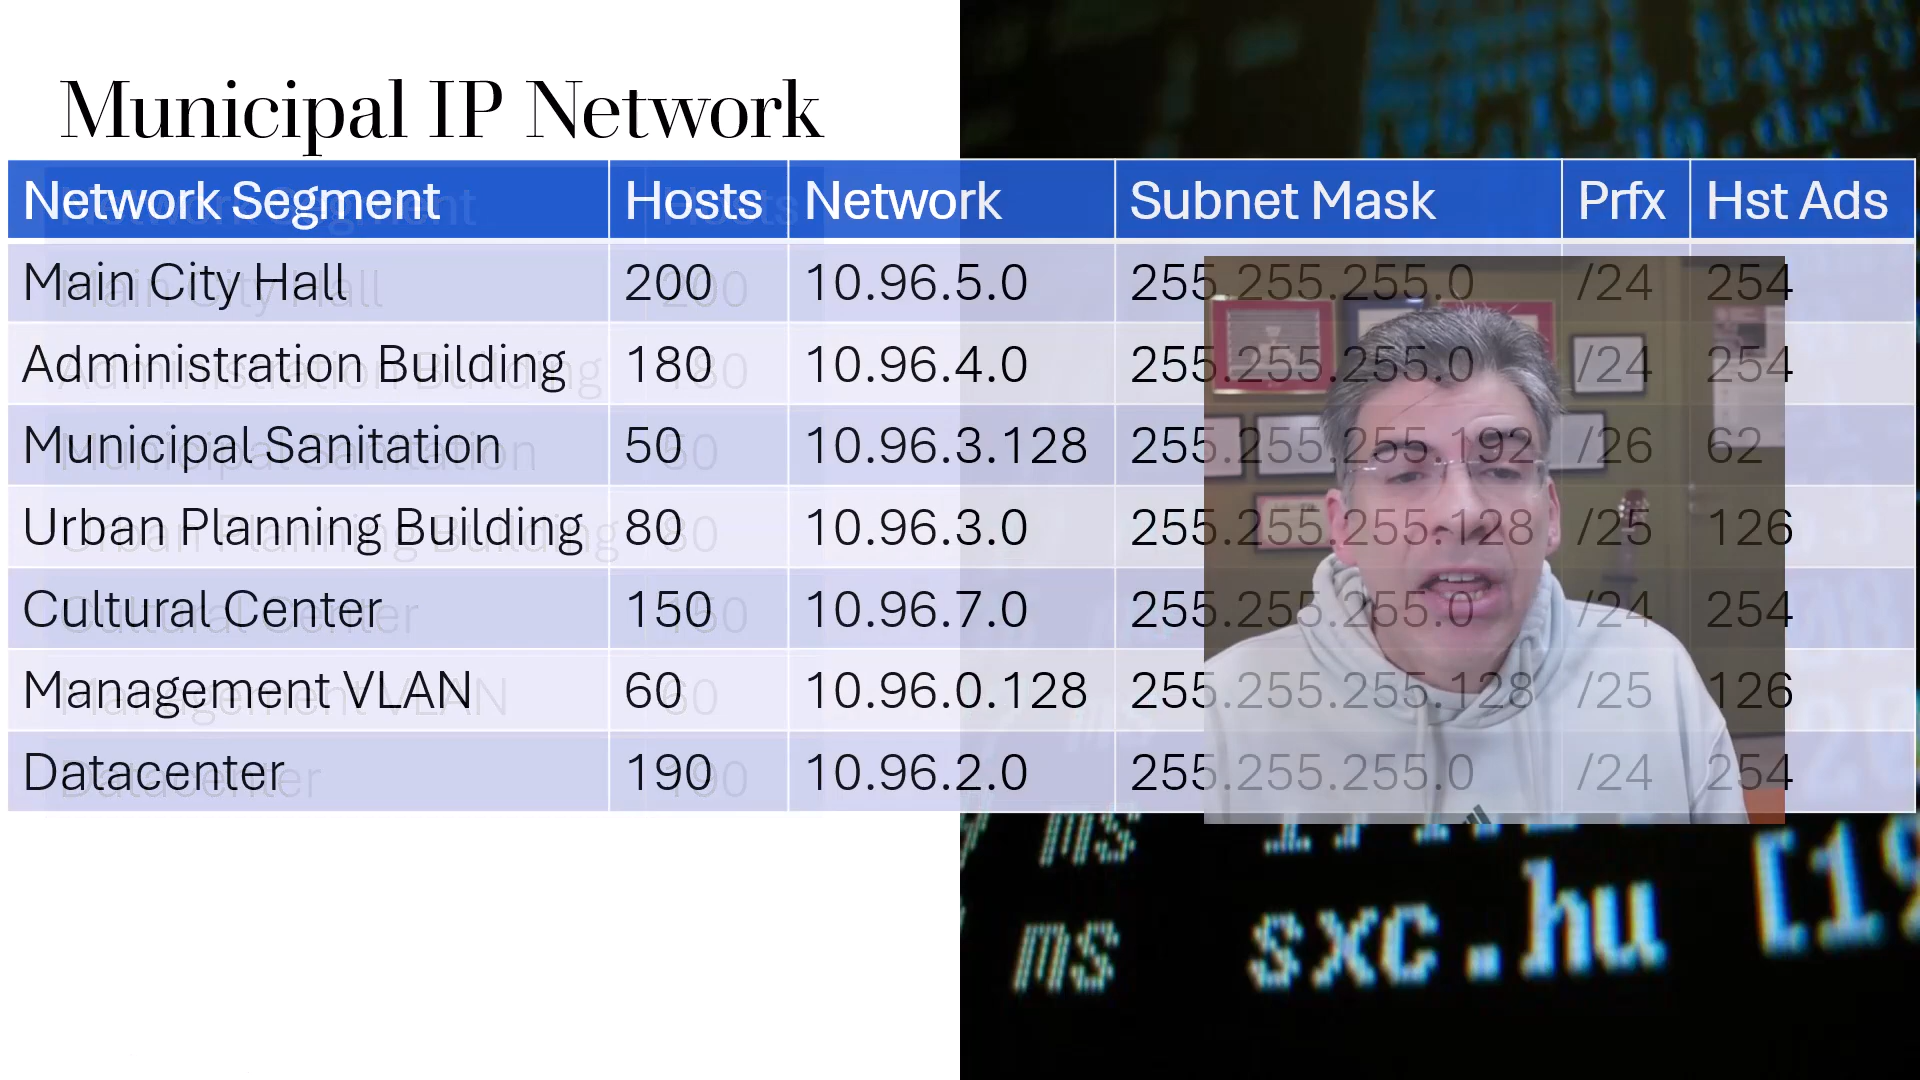 Municipal IP Network
Network Segment Hosts Network Subnet Mask Prfx Hst Ads
Main City Hall 200 10.96.5.0 255.255.255.0 /24 254
Administration Building 180 10.96.4.0 255.255.255.0 /24 254
Municipal Sanitation 50 10.96.3.128 255.255.255.192 /26 62
Urban Planning Building 80 10.96.3.0 255.255.255.128 /25 126
Cultural Center 150 10.96.7.0 255.255.255.0 /24 254
Management VLAN 60 10.96.0.128 255.255.255.128 /25 126
Datacenter 190 10.96.2.0 255.255.255.0 /24 254
ms
ms sxc.hu [19